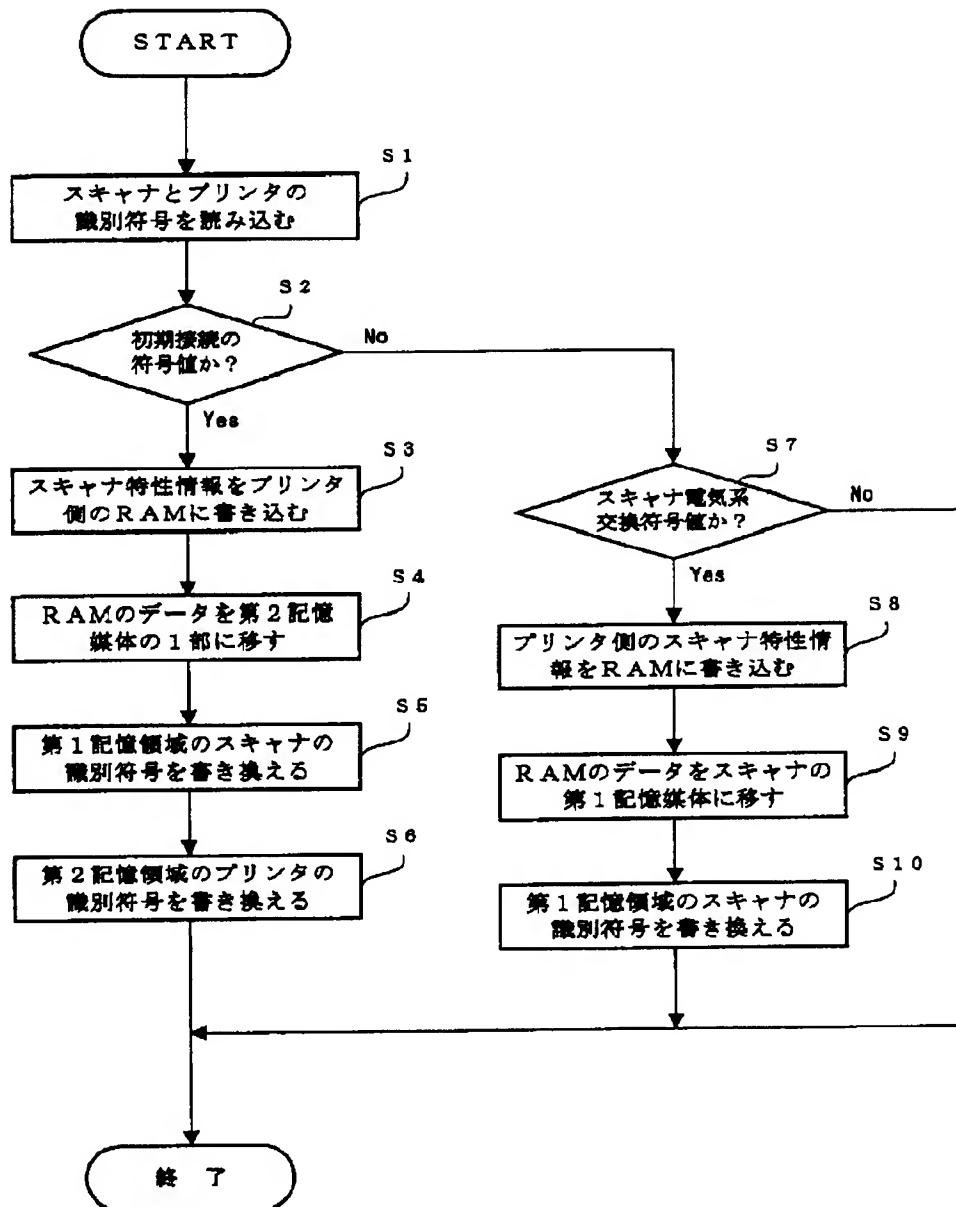 START
S1
スキャナとプリンタの
識別符号を読み込む
S2
初期接続の
符号値か？
No
Yes
S3
スキャナ特性情報をプリンタ
側のRAMに書き込む
S4
RAMのデータを第2記憶
媒体の1部に移す
S5
第1記憶領域のスキャナの
識別符号を書き換える
S6
第2記憶領域のプリンタの
識別符号を書き換える
S7
スキャナ電気系
交換符号値か？
No
Yes
S8
プリンタ側のスキャナ特性情
報をRAMに書き込む
S9
RAMのデータをスキャナの
第1記憶媒体に移す
S10
第1記憶領域のスキャナの
識別符号を書き換える
終 了